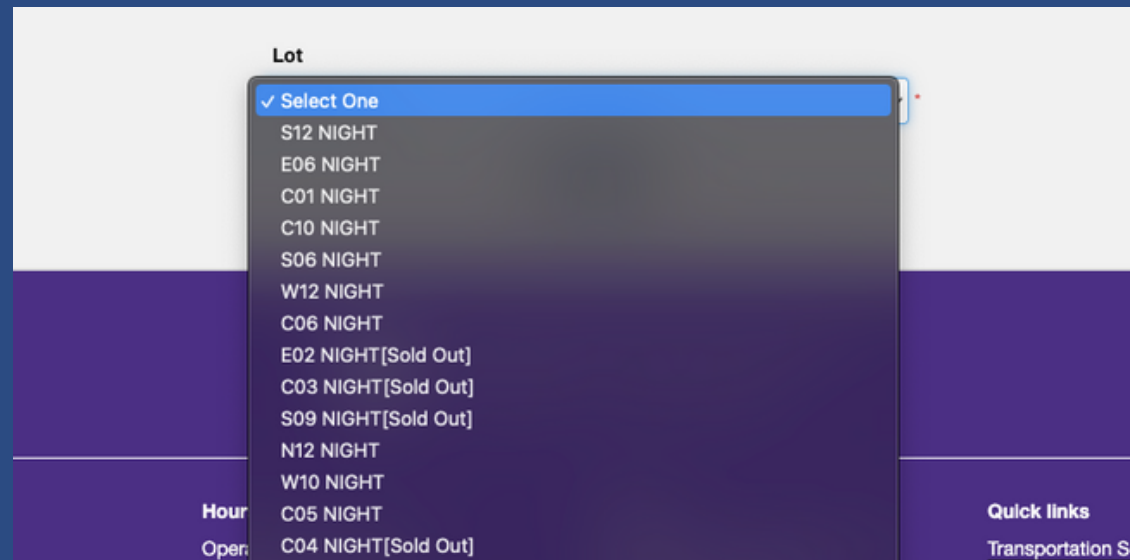 Lot
✓ Select One
*
S12 NIGHT
E06 NIGHT
C01 NIGHT
C10 NIGHT
S06 NIGHT
W12 NIGHT
C06 NIGHT
E02 NIGHT[Sold Out]
C03 NIGHT[Sold Out]
S09 NIGHT[Sold Out]
N12 NIGHT
W10 NIGHT
C05 NIGHT
C04 NIGHT[Sold Out]
Hour
Oper
Quick links
Transportation S